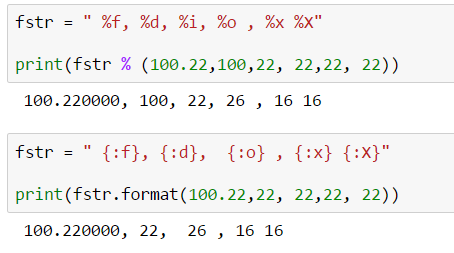 fstr = " %f, %d, %i, %o , %x %X"
print(fstr % (100.22,100,22, 22,22, 22))
100.220000, 100, 22, 26 , 16 16
fstr = " {:f}, {:d},  {:o} , {:x} {:X}"
print(fstr.format(100.22,22, 22,22, 22))
100.220000, 22,  26 , 16 16